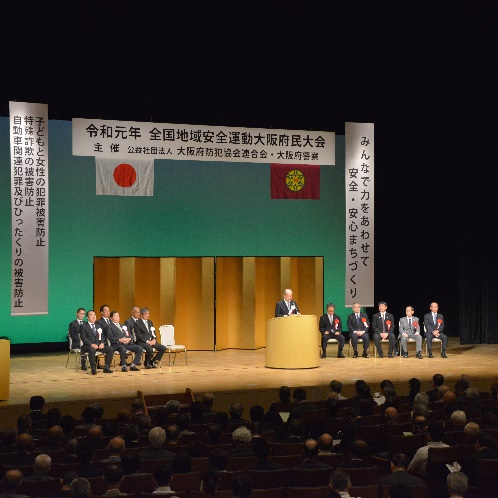 令和元年 全国地域安全運動大阪府民大会
主 催 公益社団法人 大阪府防犯協会連合会・大阪府警察
みんなで力をあわせて
安全・安心まちづくり
子どもと女性の犯罪被害防止
特殊詐欺の被害防止
自動車関連犯罪及びひったくりの被害防止